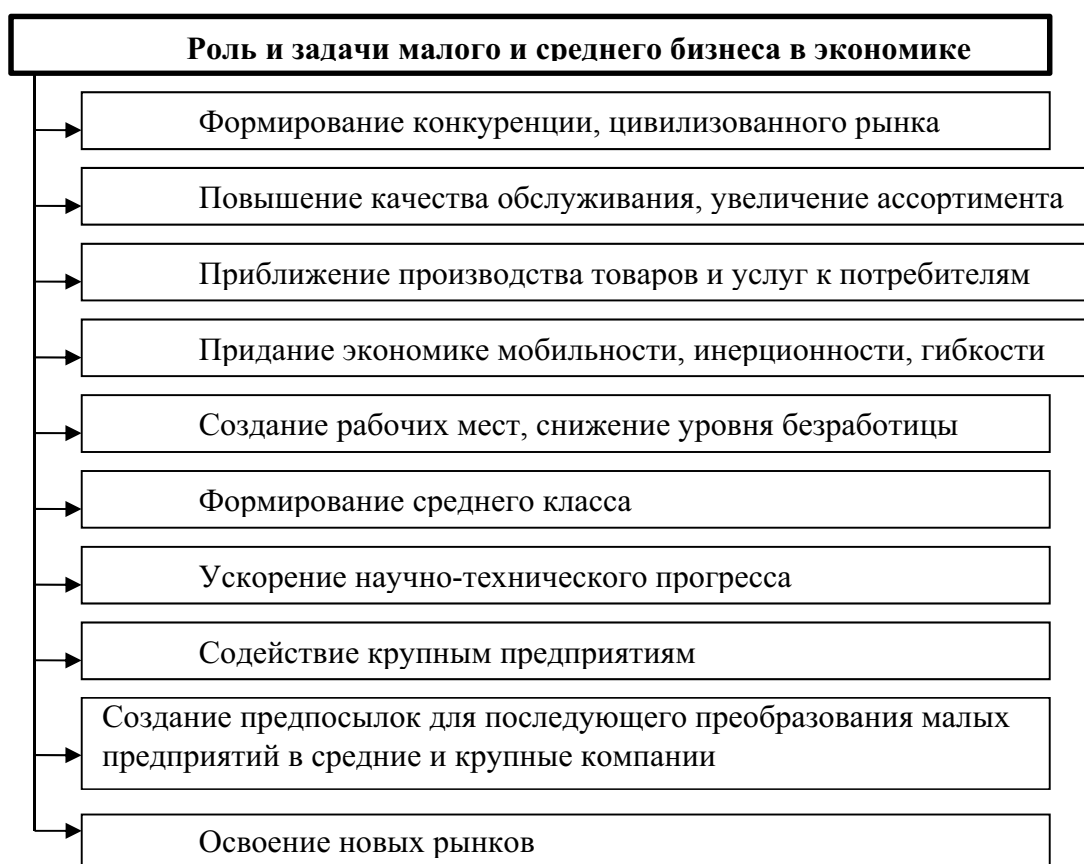 Роль и задачи малого и среднего бизнеса в экономике
Формирование конкуренции, цивилизованного рынка
Повышение качества обслуживания, увеличение ассортимента
Приближение производства товаров и услуг к потребителям
Придание экономике мобильности, инерционности, гибкости
Создание рабочих мест, снижение уровня безработицы
Формирование среднего класса
Ускорение научно-технического прогресса
Содействие крупным предприятиям
Создание предпосылок для последующего преобразования малых
предприятий в средние и крупные компании
Освоение новых рынков